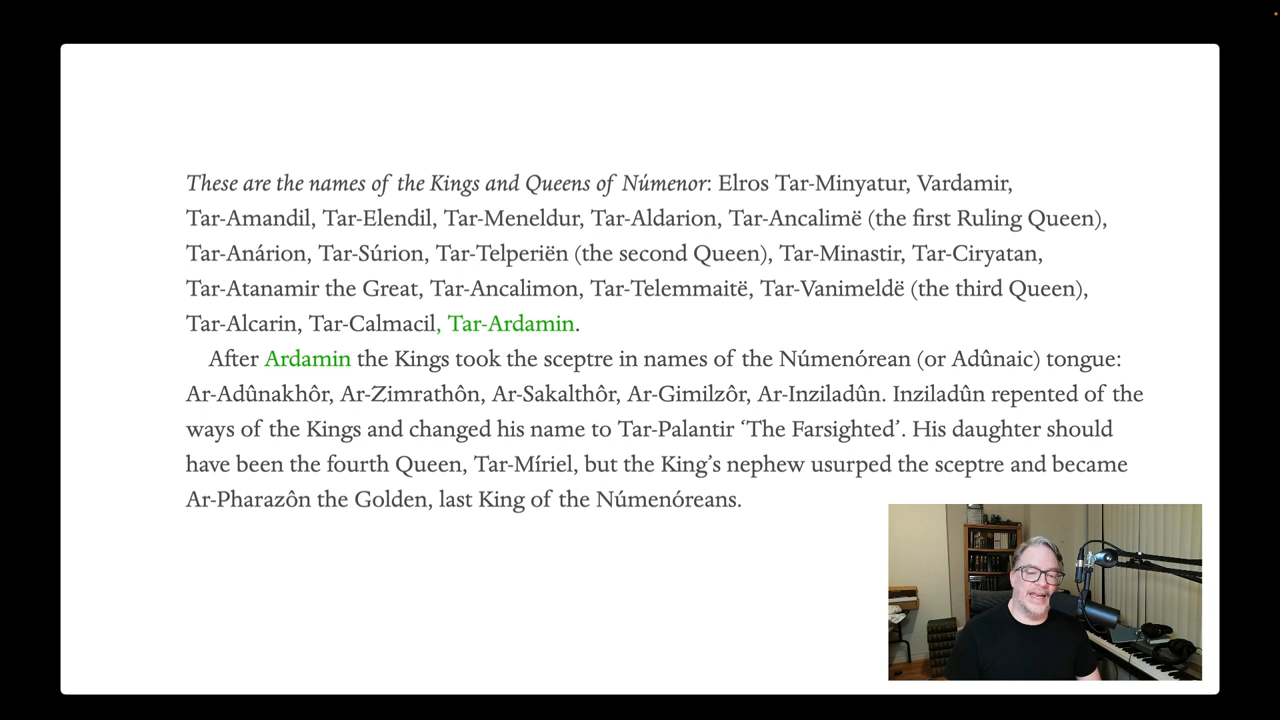 These are the names of the Kings and Queens of Númenor: Elros Tar-Minyatur, Vardamir,
Tar-Amandil, Tar-Elendil, Tar-Meneldur, Tar-Aldarion, Tar-Ancalimë (the first Ruling Queen),
Tar-Anárion, Tar-Súrion, Tar-Telperiën (the second Queen), Tar-Minastir, Tar-Ciryatan,
Tar-Atanamir the Great, Tar-Ancalimon, Tar-Telemmaitë, Tar-Vanimeldë (the third Queen),
Tar-Alcarin, Tar-Calmacil, Tar-Ardamin.
After Ardamin the Kings took the sceptre in names of the Númenórean (or Adûnaic) tongue:
Ar-Adûnakhôr, Ar-Zimrathôn, Ar-Sakalthôr, Ar-Gimilzôr, Ar-Inziladûn. Inziladûn repented of the
ways of the Kings and changed his name to Tar-Palantir ‘The Farsighted’. His daughter should
have been the fourth Queen, Tar-Míriel, but the King’s nephew usurped the sceptre and became
Ar-Pharazôn the Golden, last King of the Númenóreans.